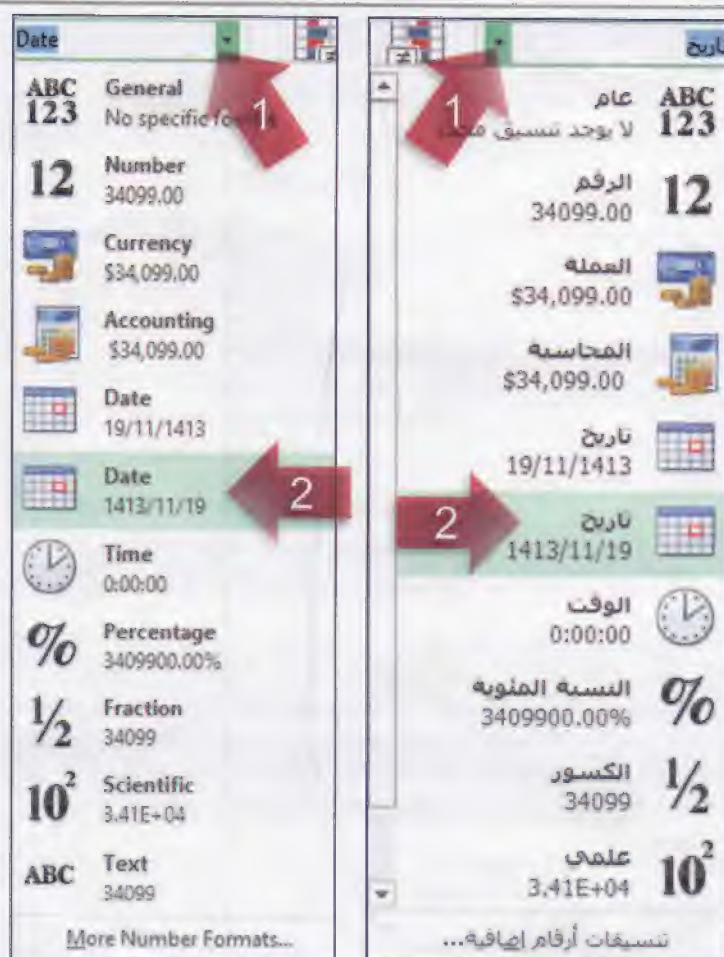 Date
1
ABC
123
General
No specific
12
Number
34099.00
Currency
$34,099.00
Accounting
$34,099.00
Date
19/11/1413
Date
1413/11/19
2
Time
0:00:00
%
Percentage
3409900.00%
1/2
Fraction
34099
10²
Scientific
3.41E+04
ABC
Text
34099
More Number Formats...
تاريخ
1
ABC
123
عام
لا يوجد تنسيق
12
الرقم
34099.00
العملة
$34,099.00
المحاسبة
$34,099.00
تاريخ
19/11/1413
تاريخ
1413/11/19
2
الوقت
0:00:00
%
النسبة المئوية
3409900.00%
1/2
الكسور
34099
10²
علمي
3.41E+04
تنسيقات أرقام إضافية...